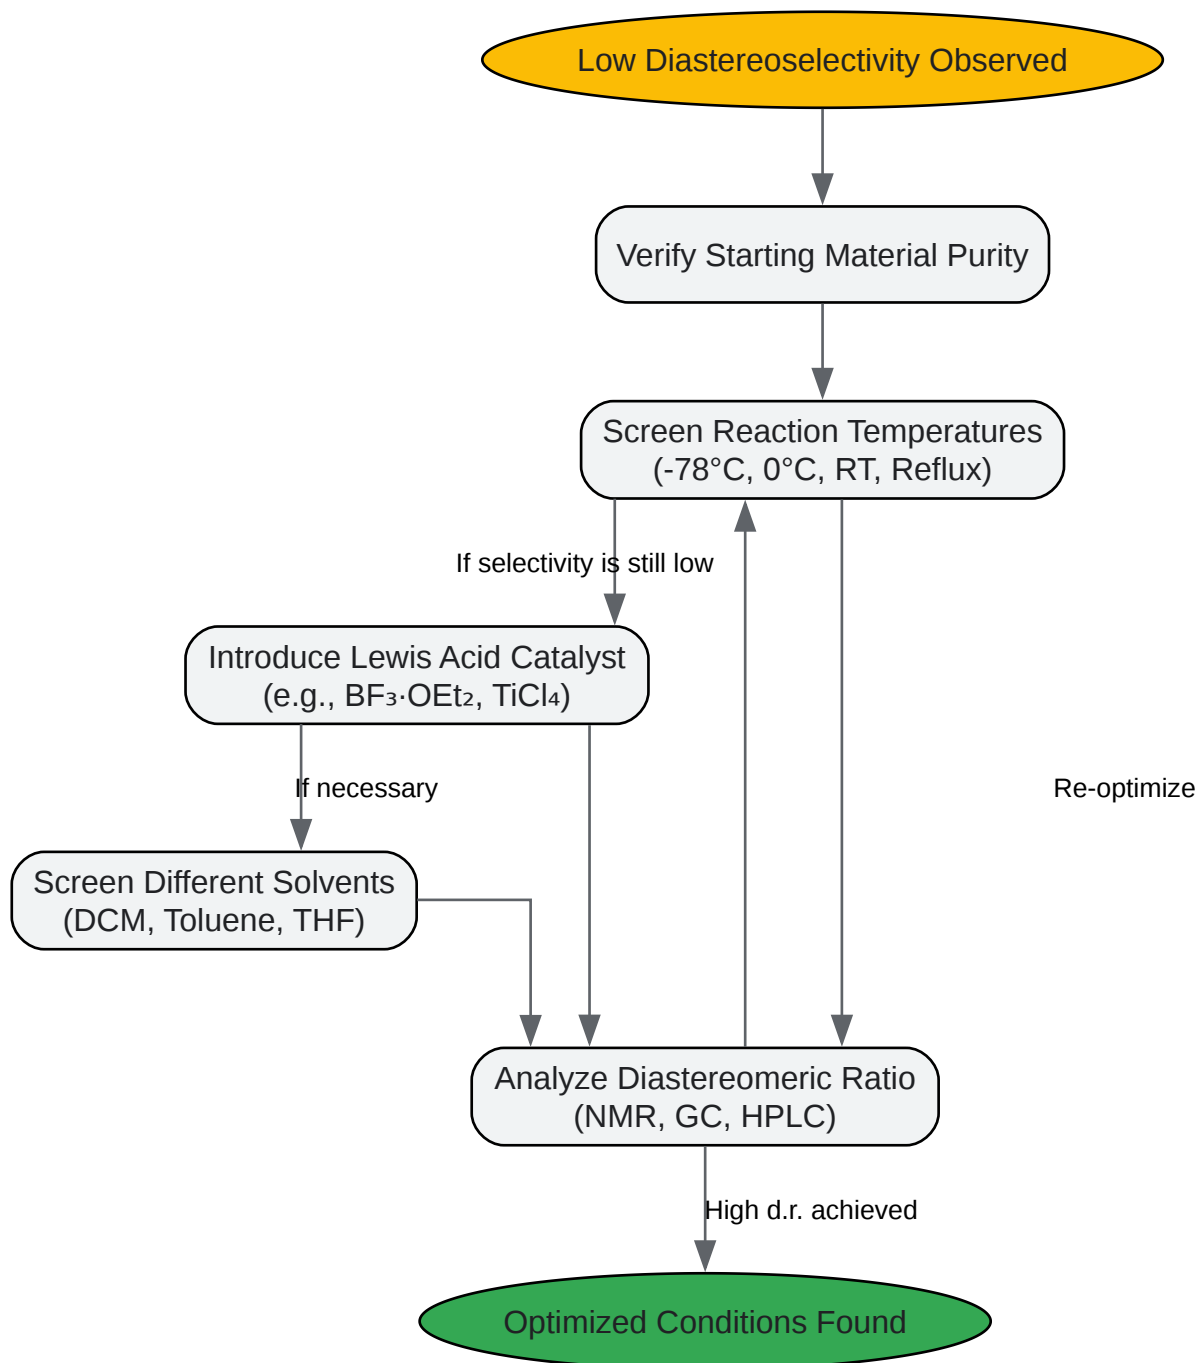 Low Diastereoselectivity Observed
Verify Starting Material Purity
Screen Reaction Temperatures
(-78°C, 0°C, RT, Reflux)
If selectivity is still low
Introduce Lewis Acid Catalyst
(e.g., BF₃·OEt₂, TiCl₄)
If necessary
Re-optimize
Screen Different Solvents
(DCM, Toluene, THF)
Analyze Diastereomeric Ratio
(NMR, GC, HPLC)
High d.r. achieved
Optimized Conditions Found